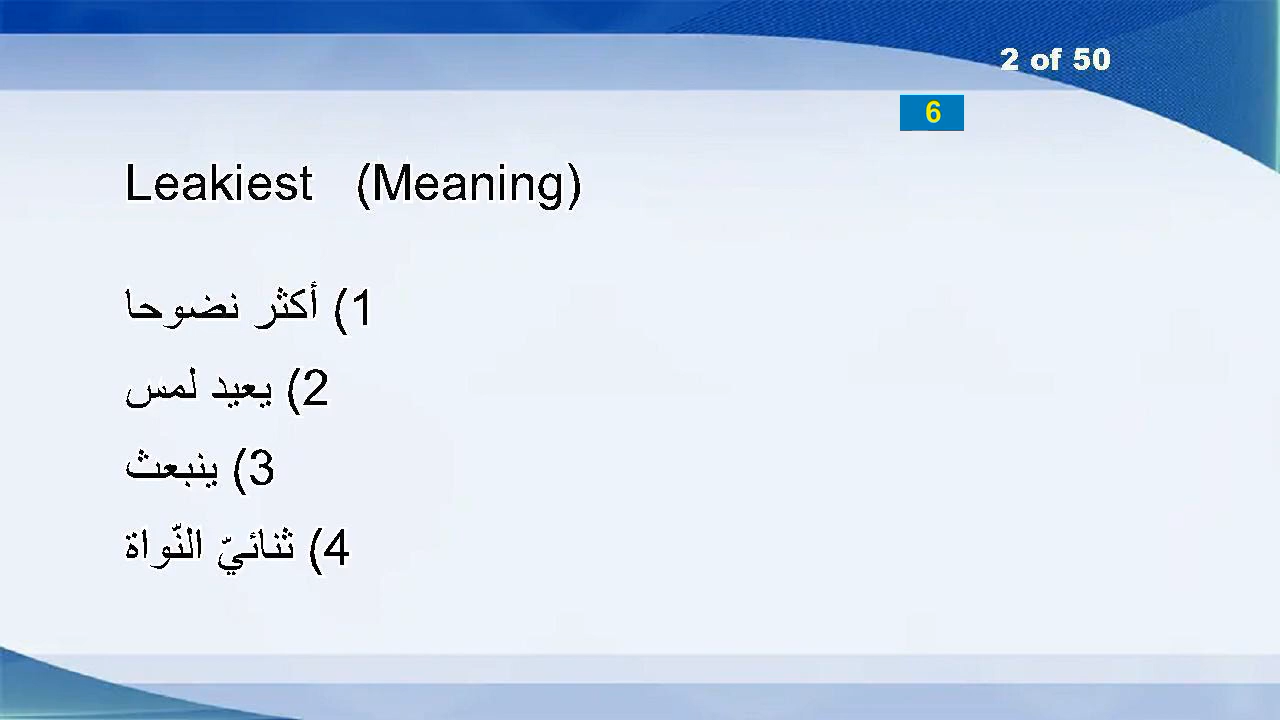 2 of 50
6
Leakiest (Meaning)
1) أكثر نضوحا
2) يعيد لمس
3) ينبعث
4) ثنائيّ النّواة